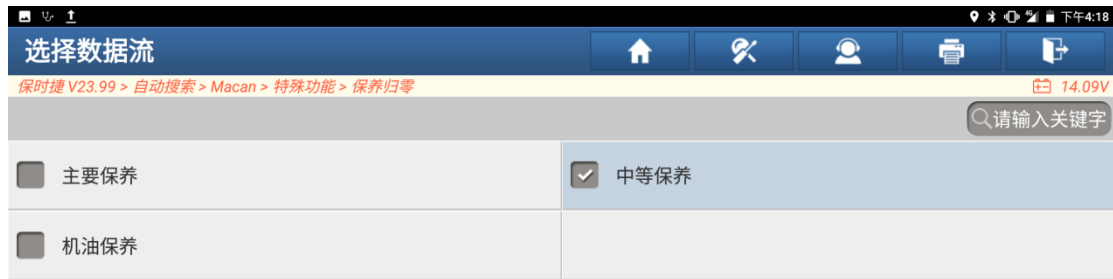 下午4:18
选择数据流
保时捷 V23.99 > 自动搜索 > Macan > 特殊功能 > 保养归零 14.09V
请输入关键字
主要保养 中等保养
机油保养